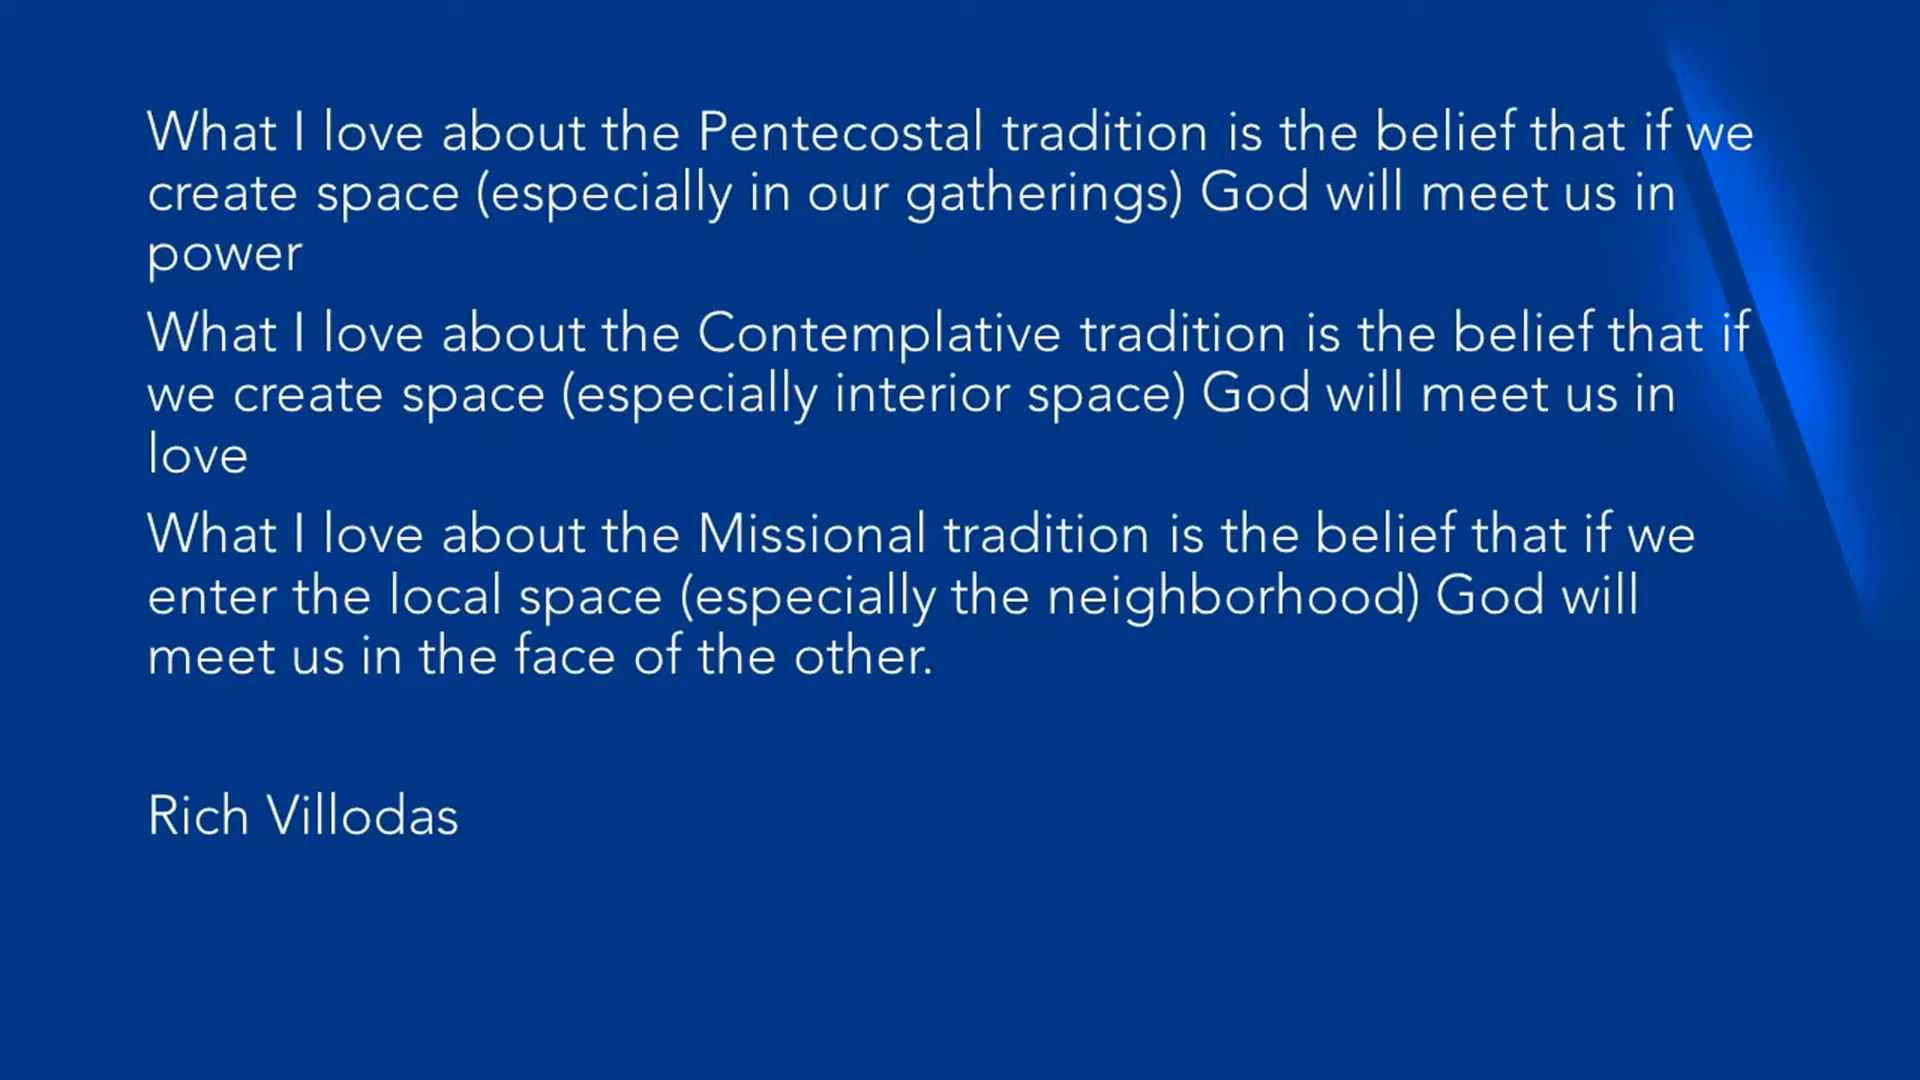 What I love about the Pentecostal tradition is the belief that if we
create space (especially in our gatherings) God will meet us in
power
What I love about the Contemplative tradition is the belief that if
we create space (especially interior space) God will meet us in
love
What I love about the Missional tradition is the belief that if we
enter the local space (especially the neighborhood) God will
meet us in the face of the other.
Rich Villodas